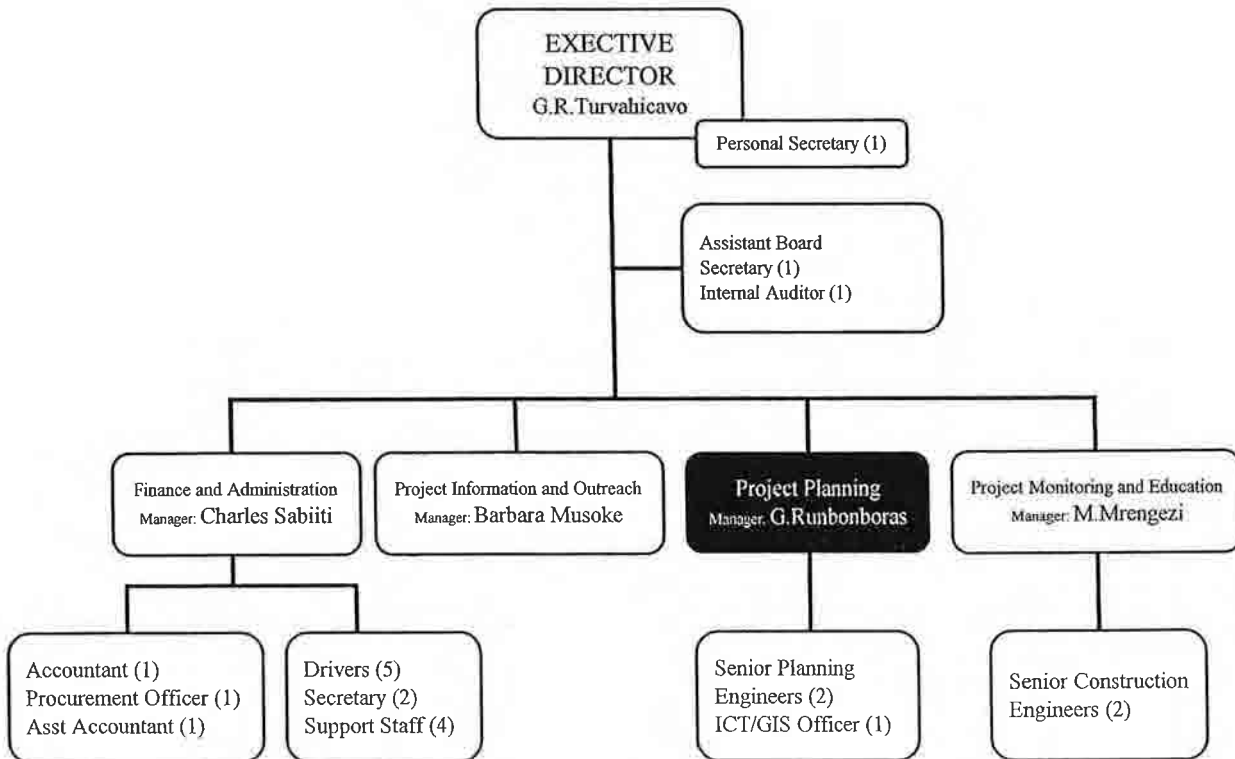 EXECTIVE
DIRECTOR
G.R.Turvahicavo
Personal Secretary (1)
Assistant Board
Secretary (1)
Internal Auditor (1)
Finance and Administration
Manager: Charles Sabiiti
Project Information and Outreach
Manager: Barbara Musoke
Project Planning
Manager: G.Runbonboras
Project Monitoring and Education
Manager: M.Mrengezi
Accountant (1)
Procurement Officer (1)
Asst Accountant (1)
Drivers (5)
Secretary (2)
Support Staff (4)
Senior Planning
Engineers (2)
ICT/GIS Officer (1)
Senior Construction
Engineers (2)